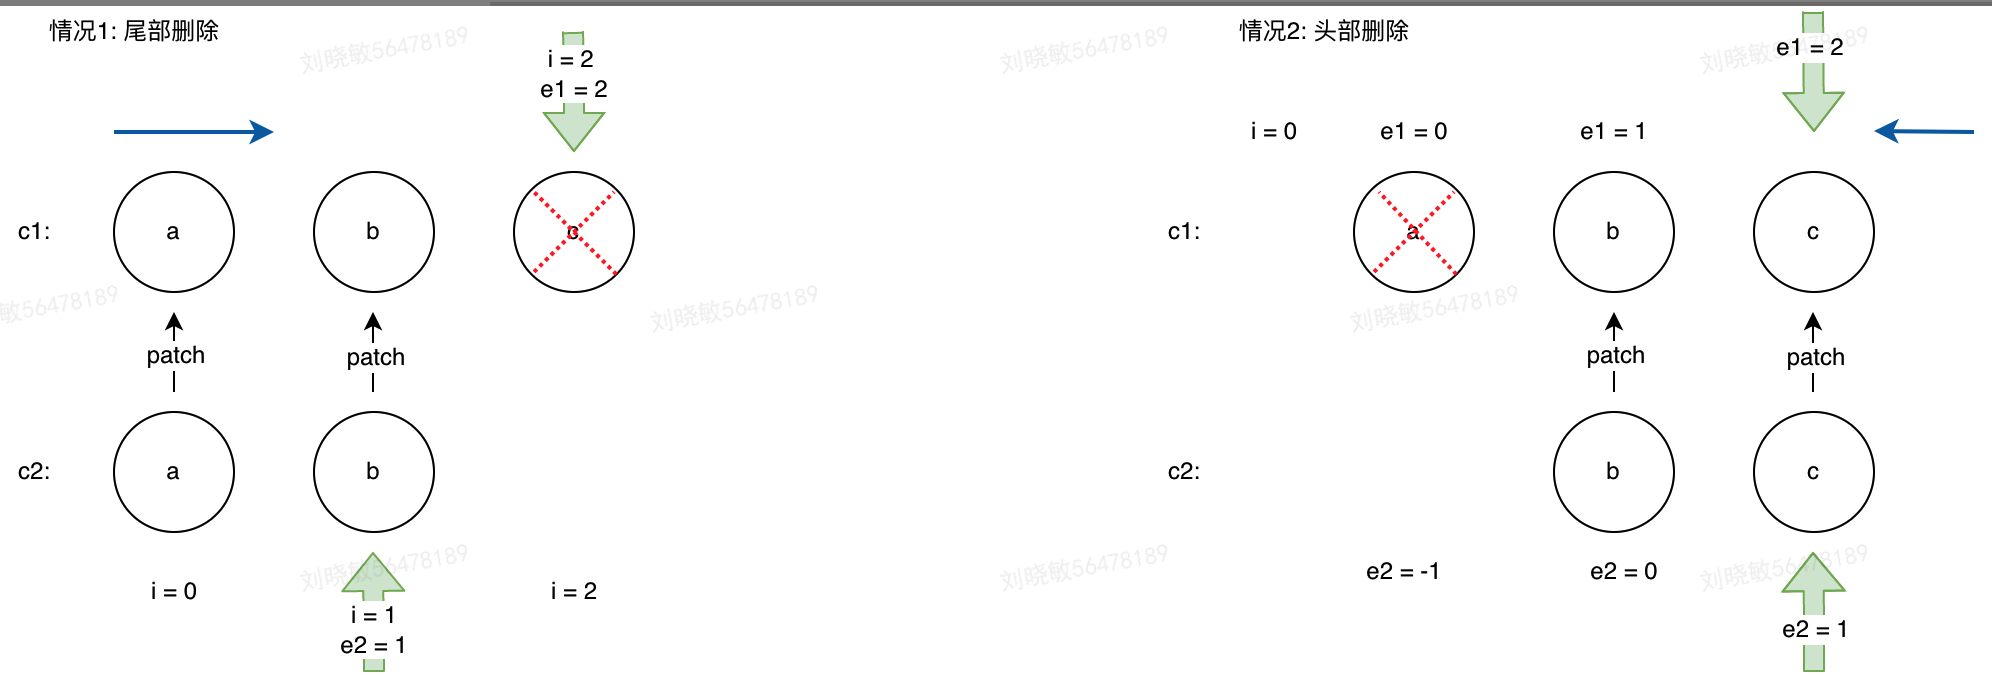 情况1: 尾部删除
i = 2
e1 = 2
c1:
a
b
c
patch
patch
c2:
a
b
i = 0
i = 1
e2 = 1
i = 2
情况2: 头部删除
e1 = 2
i = 0
e1 = 0
e1 = 1
c1:
a
b
c
patch
patch
c2:
b
c
e2 = -1
e2 = 0
e2 = 1
刘晓敏56478189
刘晓敏56478189
刘晓敏56478189
敏56478189
刘晓敏56478189
刘晓敏56478189
刘晓敏56478189
刘晓敏56478189
刘晓敏56478189